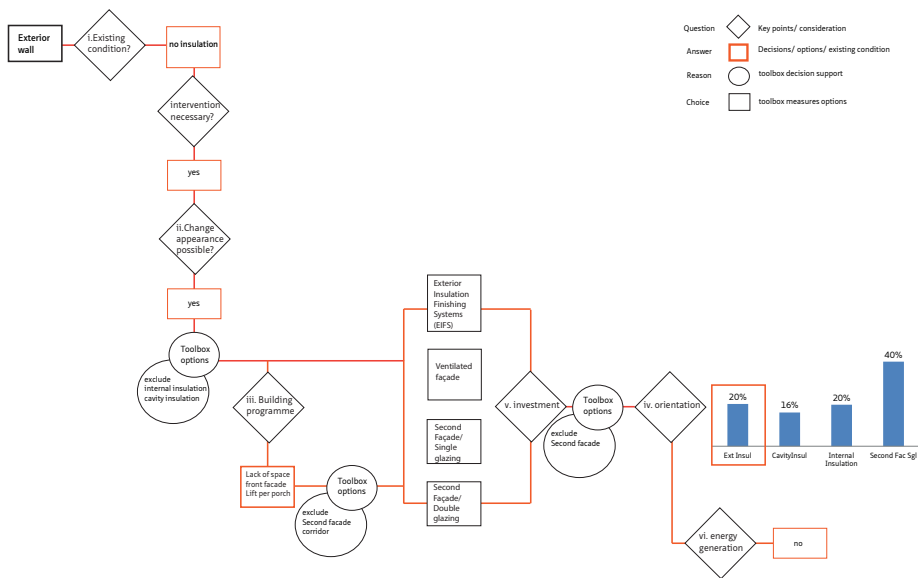 Exterior
wall
i.Existing
condition?
no insulation
intervention
necessary?
yes
ii.Change
appearance
possible?
yes
Toolbox
options
exclude
internal insulation
cavity insulation
iii. Building
programme
Lack of space
front facade
Lift per porch
Toolbox
options
exclude
Second facade
corridor
Exterior
Insulation
Finishing
Systems
(EIFS)
Ventilated
façade
Second
Façade/
Single
glazing
Second
Façade/
Double
glazing
v. investment
Toolbox
options
exclude
Second facade
iv. orientation
vi. energy
generation
no
20%
16%
20%
40%
Ext Insul
CavityInsul
Internal
Insulation
Second Fac Sgl
Question
Key points/ consideration
Answer
Decisions/ options/ existing condition
Reason
toolbox decision support
Choice
toolbox measures options